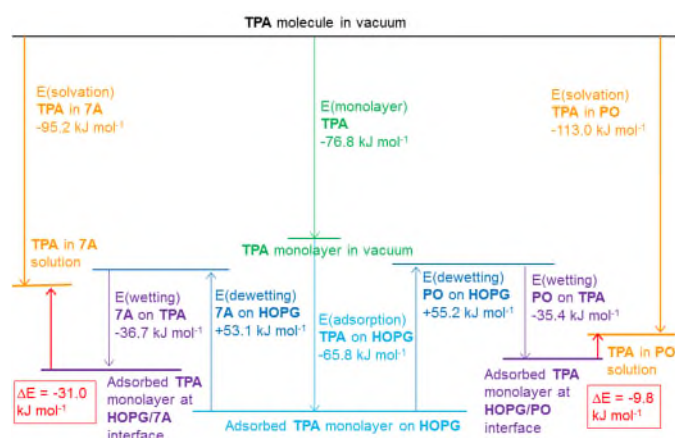 TPA molecule in vacuum
E(solvation)
TPA in 7A
-95.2 kJ mol-1
E(monolayer)
TPA
-76.8 kJ mol-1
E(solvation)
TPA in PO
-113.0 kJ mol-1
TPA in 7A
solution
TPA monolayer in vacuum
E(wetting)
7A on TPA
-36.7 kJ mol-1
E(dewetting)
7A on HOPG
+53.1 kJ mol-1
E(adsorption)
TPA on HOPG
-65.8 kJ mol-1
E(dewetting)
PO on HOPG
+55.2 kJ mol-1
E(wetting)
PO on TPA
-35.4 kJ mol-1
TPA in PO
solution
ΔE = -31.0
kJ mol-1
Adsorbed TPA
monolayer at
HOPG/7A
interface
Adsorbed TPA monolayer on HOPG
Adsorbed TPA
monolayer at
HOPG/PO
interface
ΔE = -9.8
kJ mol-1